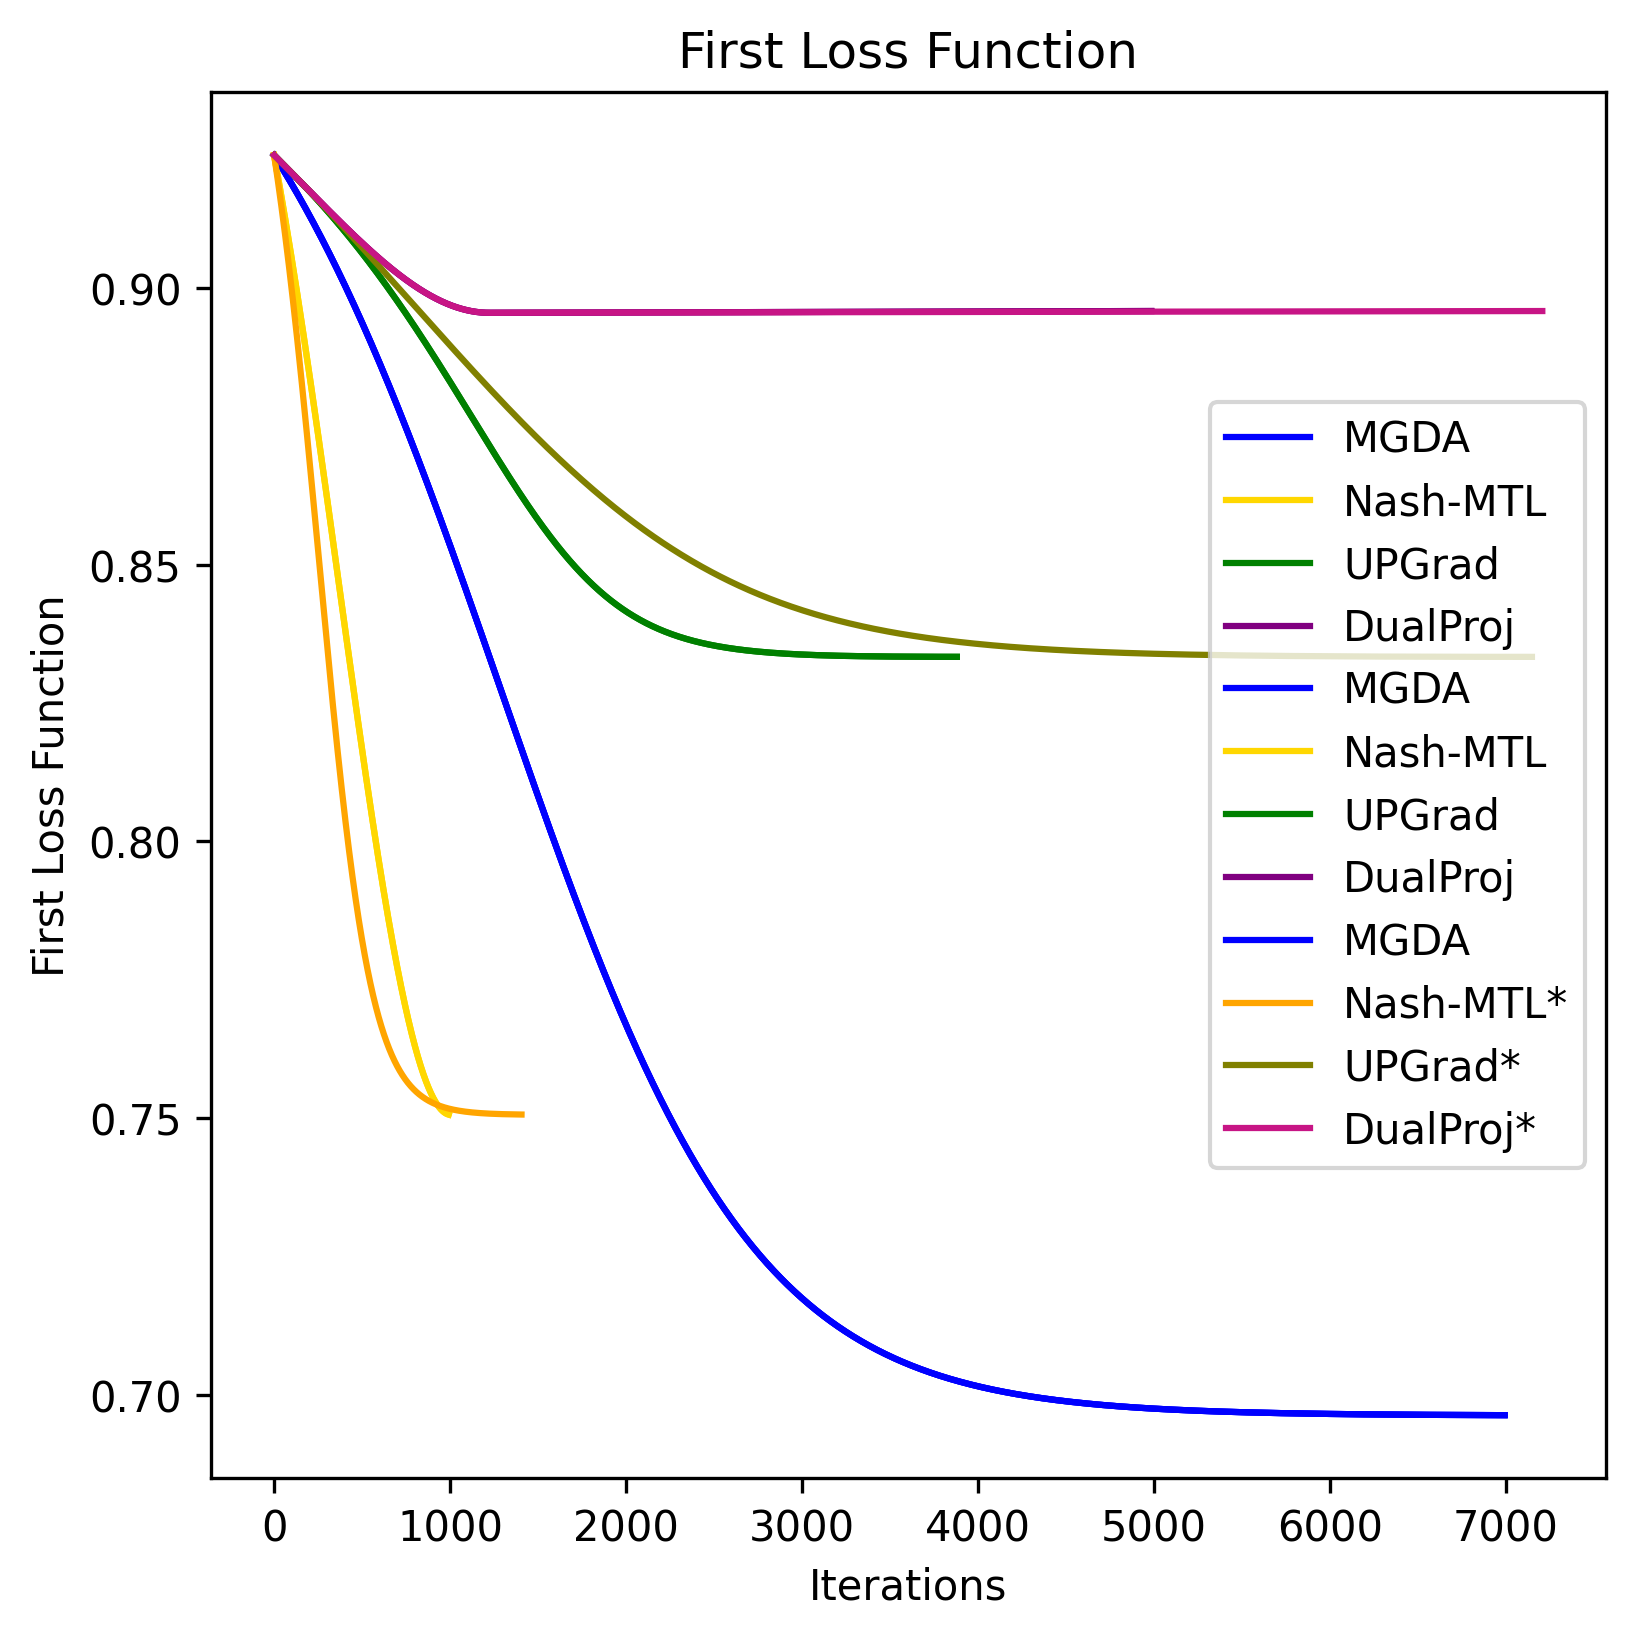 First Loss Function
First Loss Function
0.90
0.85
0.80
0.75
0.70
MGDA
Nash-MTL
UPGrad
DualProj
MGDA
Nash-MTL
UPGrad
DualProj
MGDA
Nash-MTL*
UPGrad*
DualProj*
0 1000 2000 3000 4000 5000 6000 7000
Iterations